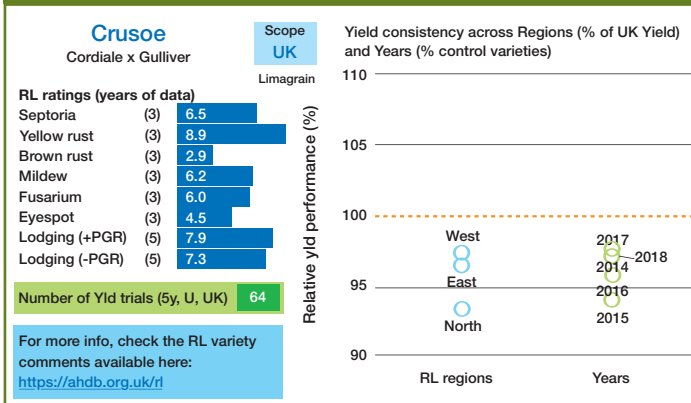 Crusoe
Cordiale x Gulliver
Scope
UK
Limagrain
RL ratings (years of data)
Septoria (3) 6.5
Yellow rust (3) 8.9
Brown rust (3) 2.9
Mildew (3) 6.2
Fusarium (3) 6.0
Eyespot (3) 4.5
Lodging (+PGR) (5) 7.9
Lodging (-PGR) (5) 7.3
Number of Yld trials (5y, U, UK) 64
For more info, check the RL variety
comments available here:
https://ahdb.org.uk/rl
Yield consistency across Regions (% of UK Yield)
and Years (% control varieties)
Relative yld performance (%)
110
105
100
95
90
West
East
North
2017
2018
2014
2016
2015
RL regions
Years